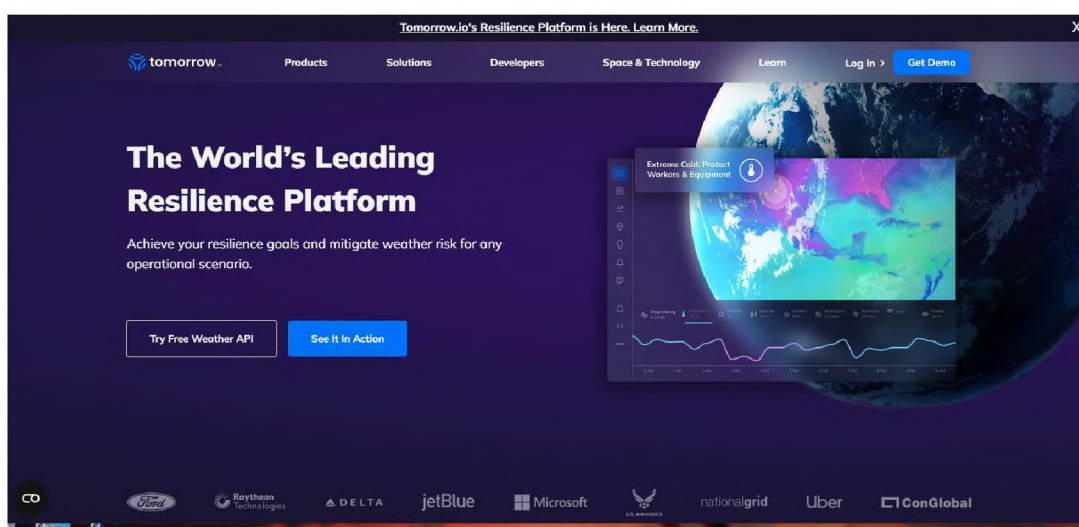 Tomorrow.io's Resilience Platform is Here. Learn More.
X
tomorrow.io
Products
Solutions
Developers
Space & Technology
Learn
Log In >
Get Demo
The World's Leading
Resilience Platform
Achieve your resilience goals and mitigate weather risk for any
operational scenario.
Try Free Weather API
See It In Action
Extreme Cold: Protect
Workers & Equipment
Ford
Raytheon
Technologies
DELTA
jetBlue
Microsoft
U.S. AIR FORCE
nationalgrid
Uber
ConGlobal